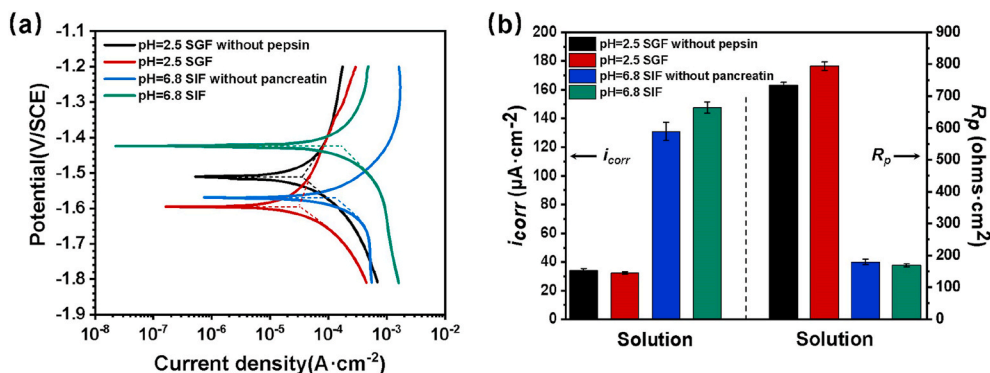 (a)
pH=2.5 SGF without pepsin
pH=2.5 SGF
pH=6.8 SIF without pancreatin
pH=6.8 SIF
Potential(V/SCE)
-1.1
-1.2
-1.3
-1.4
-1.5
-1.6
-1.7
-1.8
-1.9
10⁻⁸ 10⁻⁷ 10⁻⁶ 10⁻⁵ 10⁻⁴ 10⁻³ 10⁻²
Current density(A·cm⁻²)
(b)
pH=2.5 SGF without pepsin
pH=2.5 SGF
pH=6.8 SIF without pancreatin
pH=6.8 SIF
icorr (μA·cm-2)
200
180
160
140
120
100
80
60
40
20
0
icorr
Rp
900
800
700
600
500
400
300
200
100
0
Rp (ohms·cm2)
Solution Solution